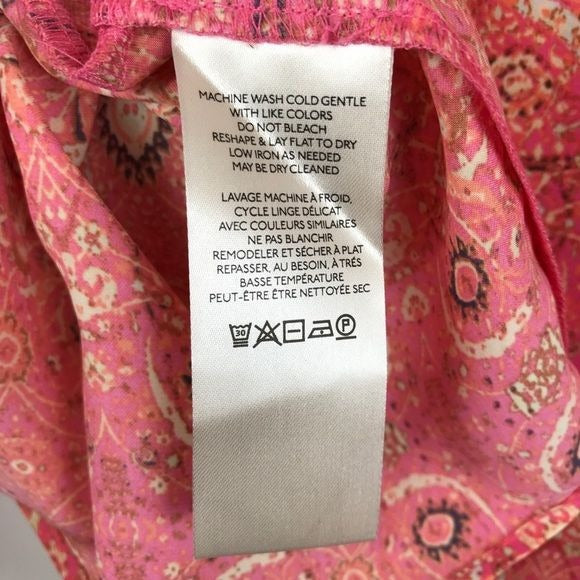 MACHINE WASH COLD GENTLE
WITH LIKE COLORS
DO NOT BLEACH
RESHAPE & LAY FLAT TO DRY
LOW IRON AS NEEDED
MAY BE DRY CLEANED
LAVAGE MACHINE À FROID,
CYCLE LINGE DÉLICAT
AVEC COULEURS SIMILAIRES
NE PAS BLANCHIR
REMODELER ET SÉCHER À PLAT
REPASSER, AU BESOIN, À TRÉS
BASSE TEMPÉRATURE
PEUT-ÊTRE ÊTRE NETTOYÉE SEC
30 P